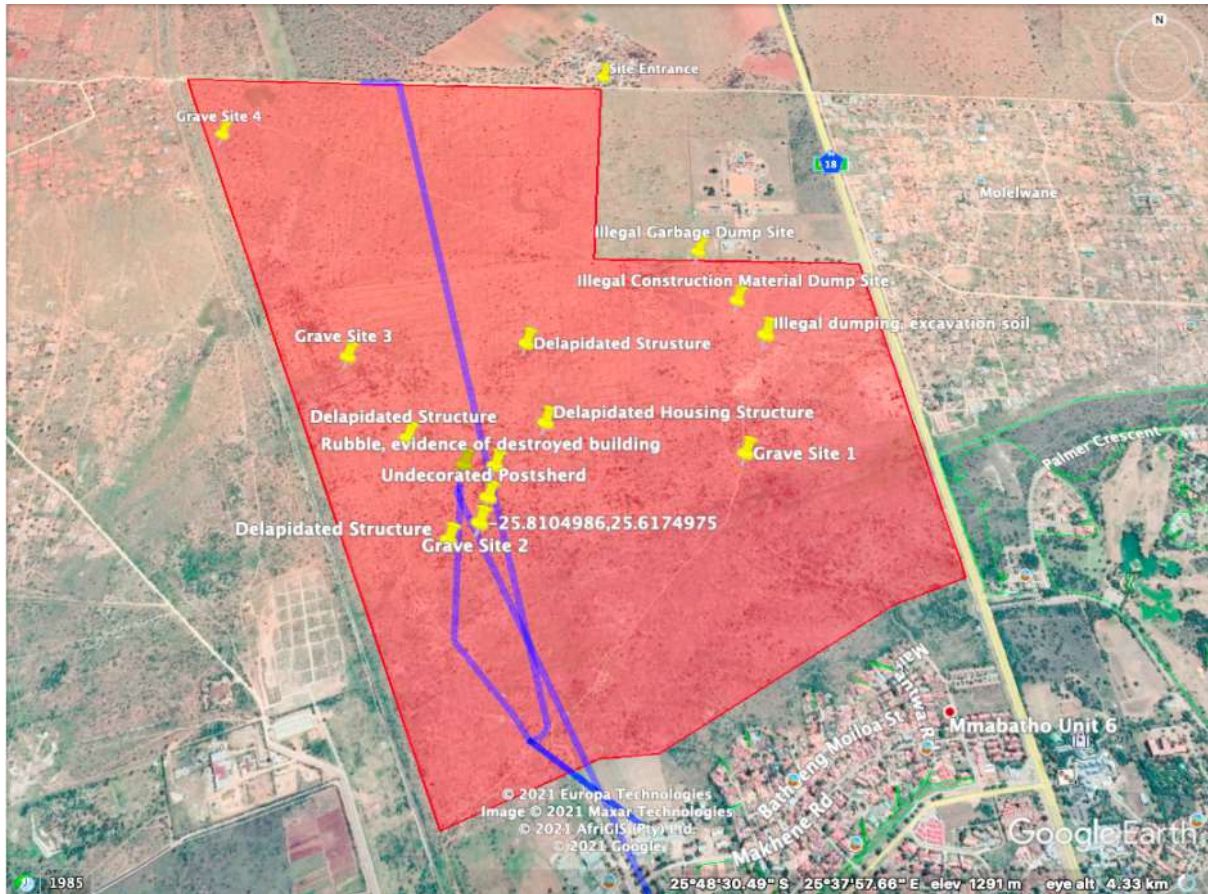 N
Site Entrance
Grave Site 4
18
Molelwane
Illegal Garbage Dump Site
Illegal Construction Material Dump Site
Illegal dumping, excavation soil
Grave Site 3
Delapidated Strusture
Delapidated Structure
Delapidated Housing Structure
Rubble, evidence of destroyed building
Grave Site 1
Palmer Crescent
Undecorated Postsherd
-25.8104986,25.6174975
Delapidated Structure
Grave Site 2
Mmabatho Unit 6
Makhene Rd
© 2021 Europa Technologies
Image © 2021 Maxar Technologies
© 2021 AfriGIS (Pty) Ltd.
© 2021 Google
Google Earth
1985
25°48'30.49" S 25°37'57.66" E elev 1291 m eye alt 4.33 km